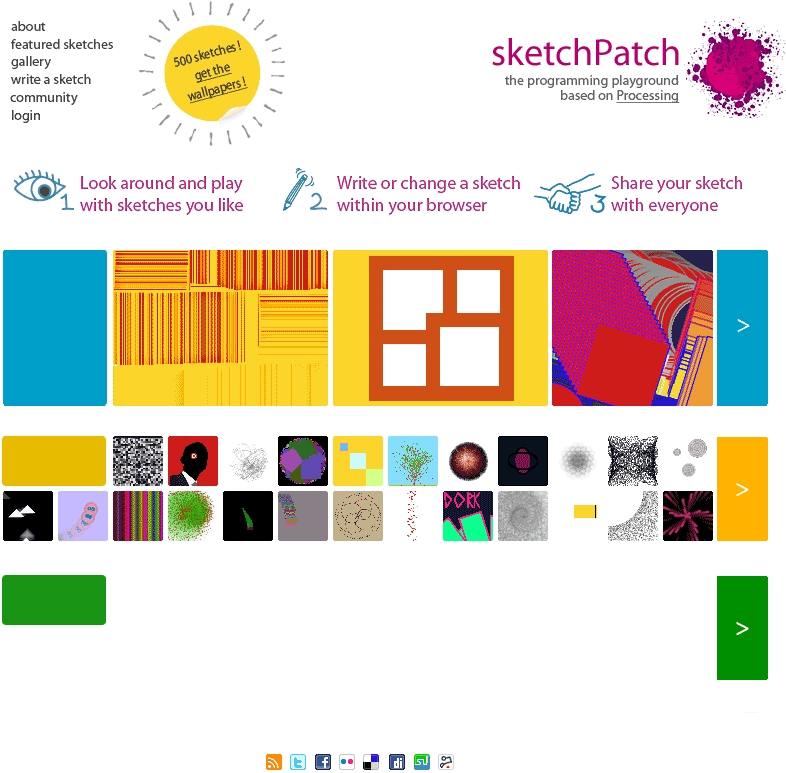 about
featured sketches
gallery
write a sketch
community
login
500 sketches !
get the
wallpapers !
sketchPatch
the programming playground
based on Processing
1
Look around and play
with sketches you like
2
Write or change a sketch
within your browser
3
Share your sketch
with everyone
>
DORK
>
>